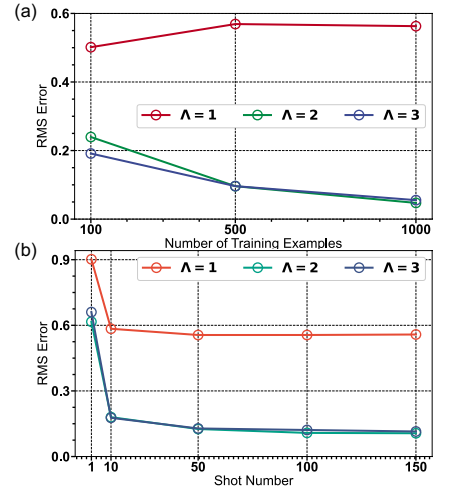 (a)
0.6
0.4
0.2
0.0
RMS Error
Λ = 1 Λ = 2 Λ = 3
100 500 1000
Number of Training Examples
(b)
0.9
0.6
0.3
0.0
RMS Error
Λ = 1 Λ = 2 Λ = 3
1 10 50 100 150
Shot Number